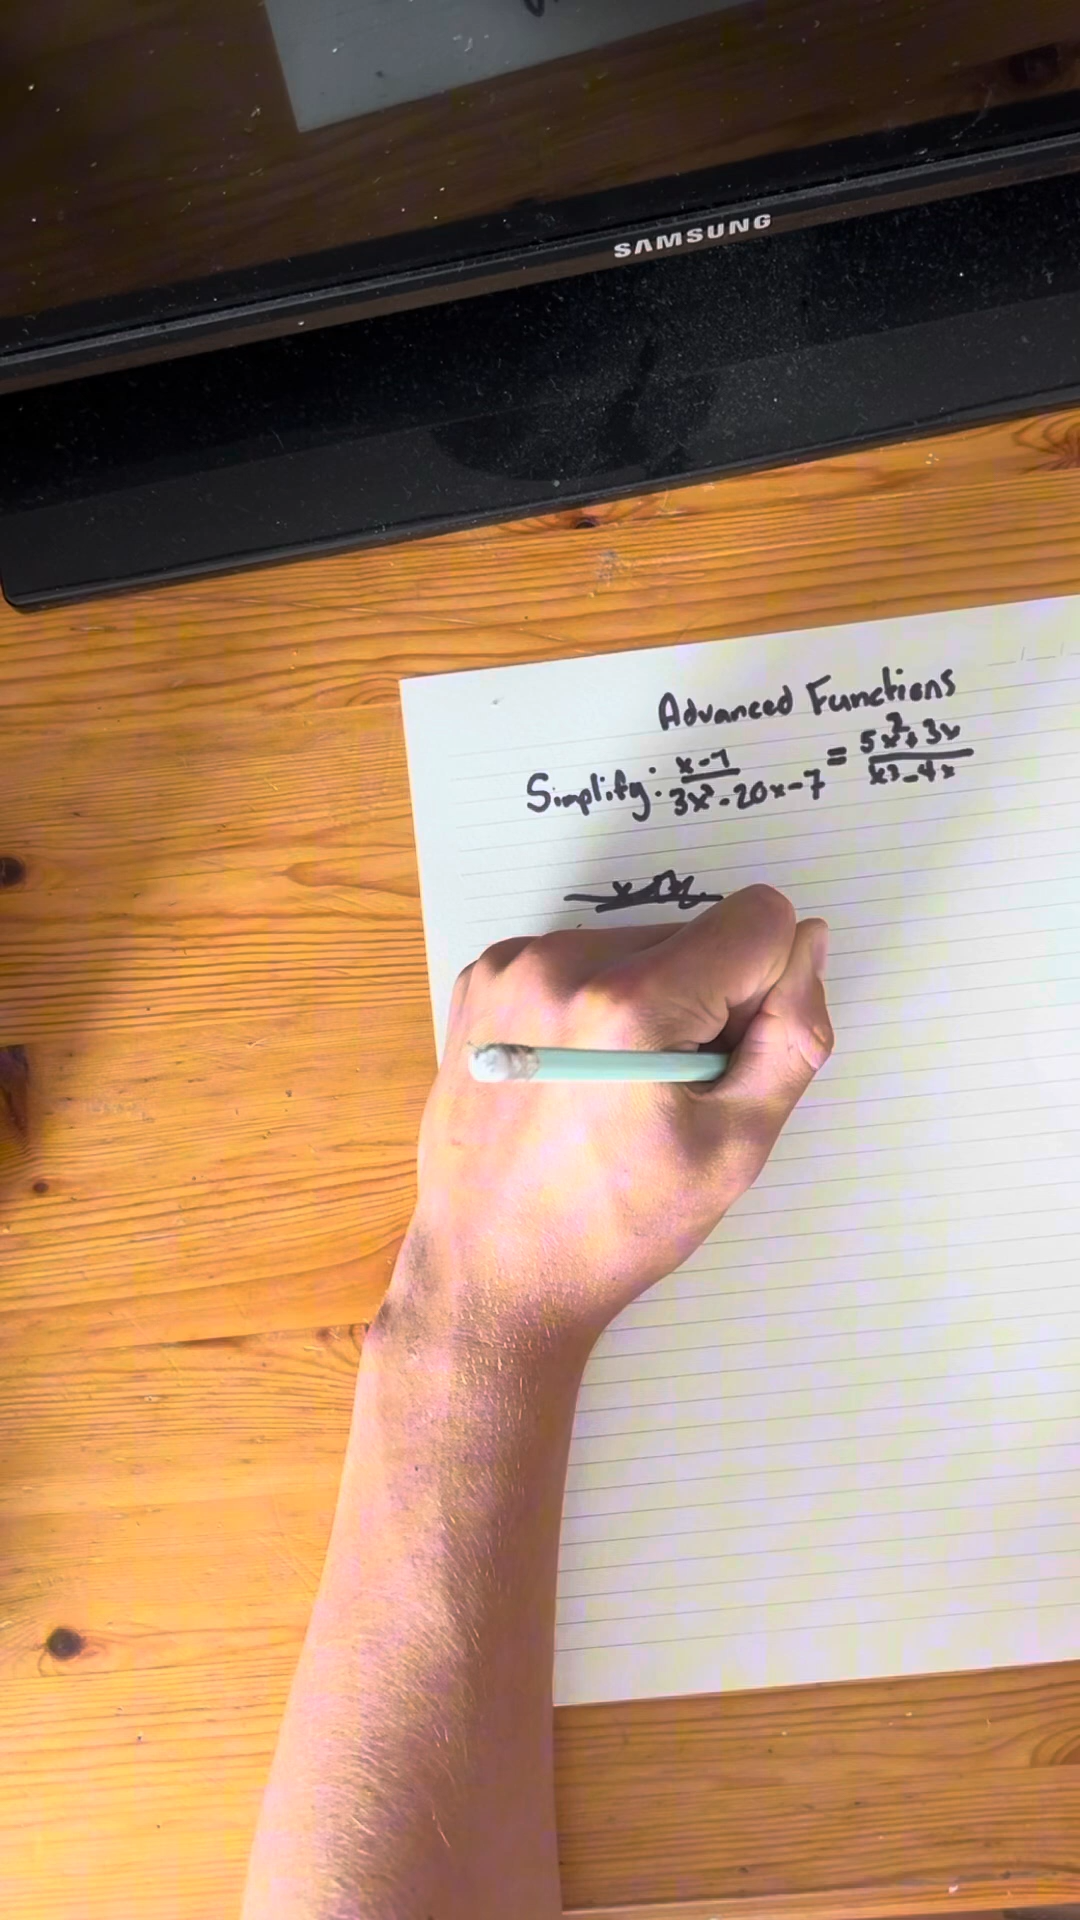 SAMSUNG
Advanced Functions
Simplify: x-7/3x²-20x-7 = 5x²+3x/x³-4x